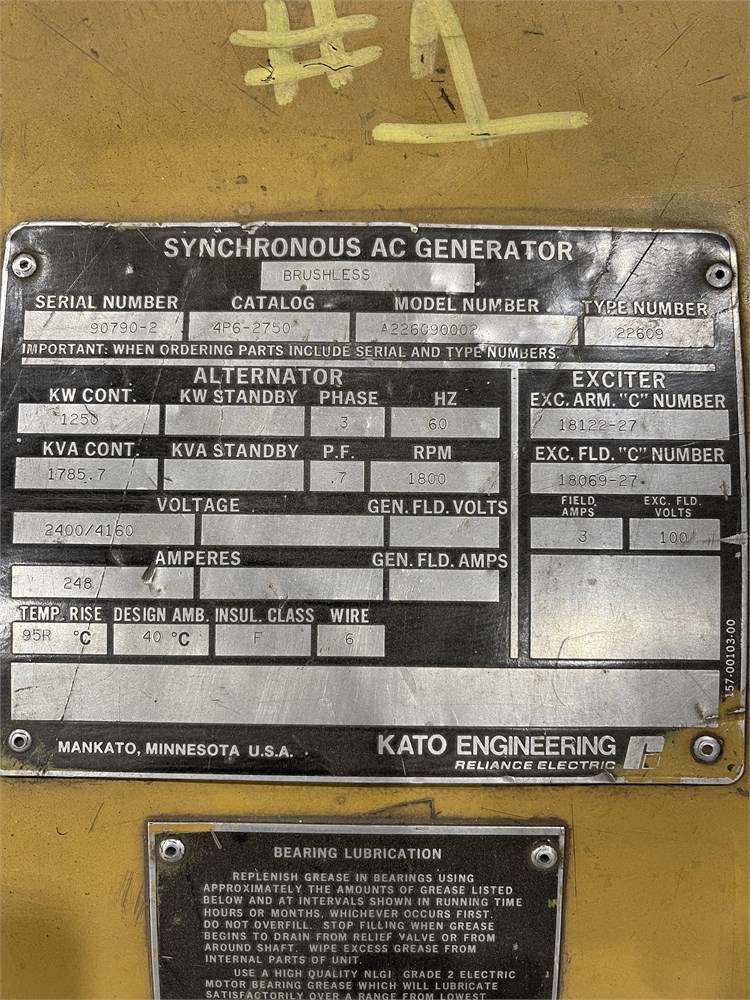 #1
SYNCHRONOUS AC GENERATOR
BRUSHLESS
SERIAL NUMBER CATALOG MODEL NUMBER TYPE NUMBER
90790-2 4P6-2750 A226090002 22609
IMPORTANT: WHEN ORDERING PARTS INCLUDE SERIAL AND TYPE NUMBERS.
ALTERNATOR
KW CONT. KW STANDBY PHASE HZ
1250 3 60
KVA CONT. KVA STANDBY P.F. RPM
1785.7 .7 1800
VOLTAGE GEN. FLD. VOLTS
2400/4160
AMPERES GEN. FLD. AMPS
248
TEMP. RISE DESIGN AMB. INSUL. CLASS WIRE
95R °C 40 °C F 6
EXCITER
EXC. ARM. "C" NUMBER
18122-27
EXC. FLD. "C" NUMBER
18069-27
FIELD AMPS EXC. FLD. VOLTS
3 100
157-00103-00
MANKATO, MINNESOTA U.S.A. KATO ENGINEERING
RELIANCE ELECTRIC
BEARING LUBRICATION
REPLENISH GREASE IN BEARINGS USING
APPROXIMATELY THE AMOUNTS OF GREASE LISTED
BELOW AND AT INTERVALS SHOWN IN RUNNING TIME
HOURS OR MONTHS, WHICHEVER OCCURS FIRST.
DO NOT OVERFILL. STOP FILLING WHEN GREASE
BEGINS TO DRAIN FROM RELIEF VALVE OR FROM
AROUND SHAFT. WIPE EXCESS GREASE FROM
INTERNAL PARTS OF UNIT.
USE A HIGH QUALITY NLGI GRADE 2 ELECTRIC
MOTOR BEARING GREASE WHICH WILL LUBRICATE
SATISFACTORILY OVER A RANGE FROM LOWEST